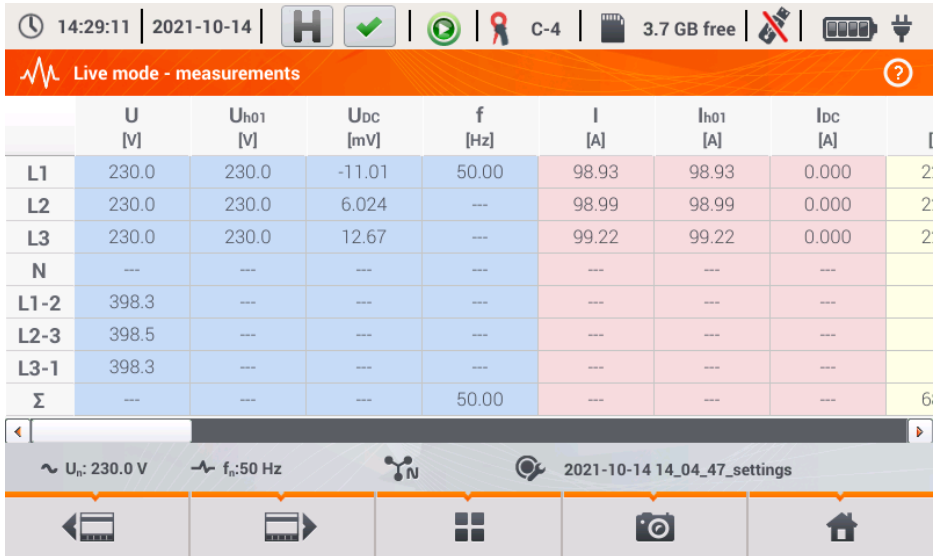 14:29:11 2021-10-14 H C-4 3.7 GB free
Live mode - measurements ?
U Uh01 UDC f I Ih01 IDC
[V] [V] [mV] [Hz] [A] [A] [A] [
L1 230.0 230.0 -11.01 50.00 98.93 98.93 0.000 2
L2 230.0 230.0 6.024 --- 98.99 98.99 0.000 2
L3 230.0 230.0 12.67 --- 99.22 99.22 0.000 2
N --- --- --- --- --- --- ---
L1-2 398.3 --- --- --- --- --- ---
L2-3 398.5 --- --- --- --- --- ---
L3-1 398.3 --- --- --- --- --- ---
Σ --- --- --- 50.00 --- --- --- 6
Un: 230.0 V fn:50 Hz N 2021-10-14 14_04_47_settings